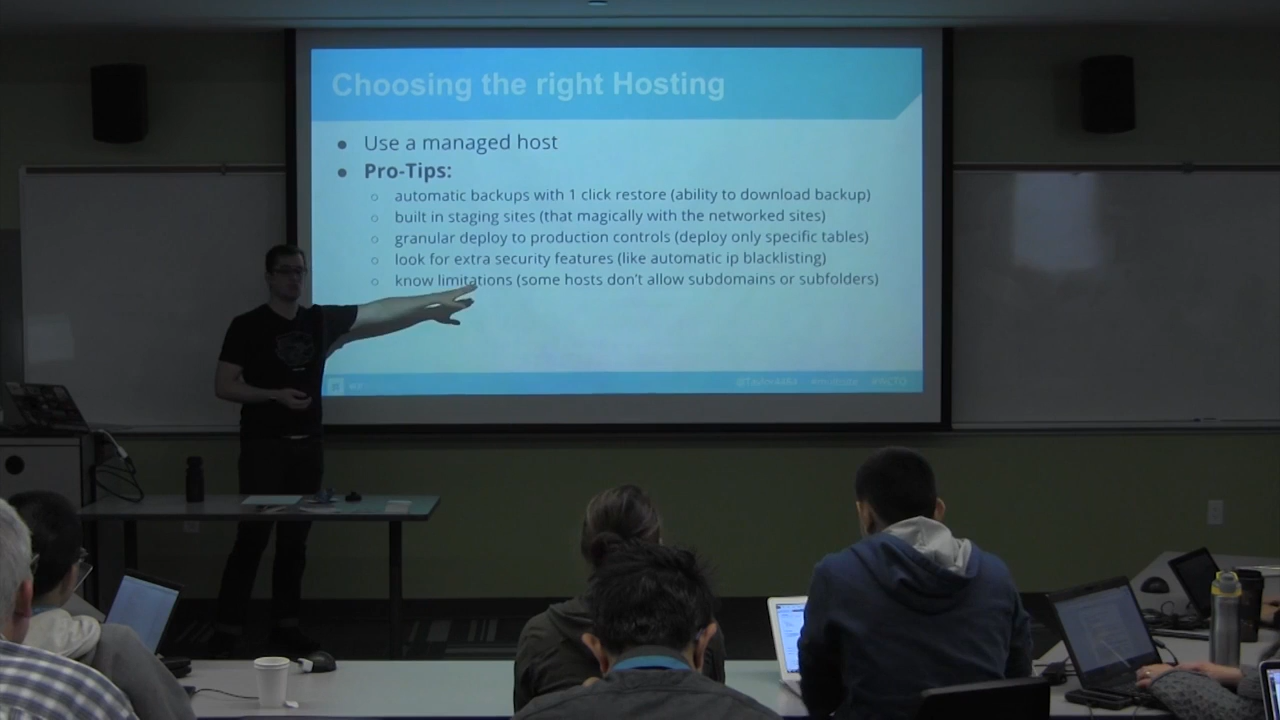 Choosing the right Hosting
● Use a managed host
● Pro-Tips:
○ automatic backups with 1 click restore (ability to download backup)
○ built in staging sites (that magically with the networked sites)
○ granular deploy to production controls (deploy only specific tables)
○ look for extra security features (like automatic ip blacklisting)
○ know limitations (some hosts don't allow subdomains or subfolders)